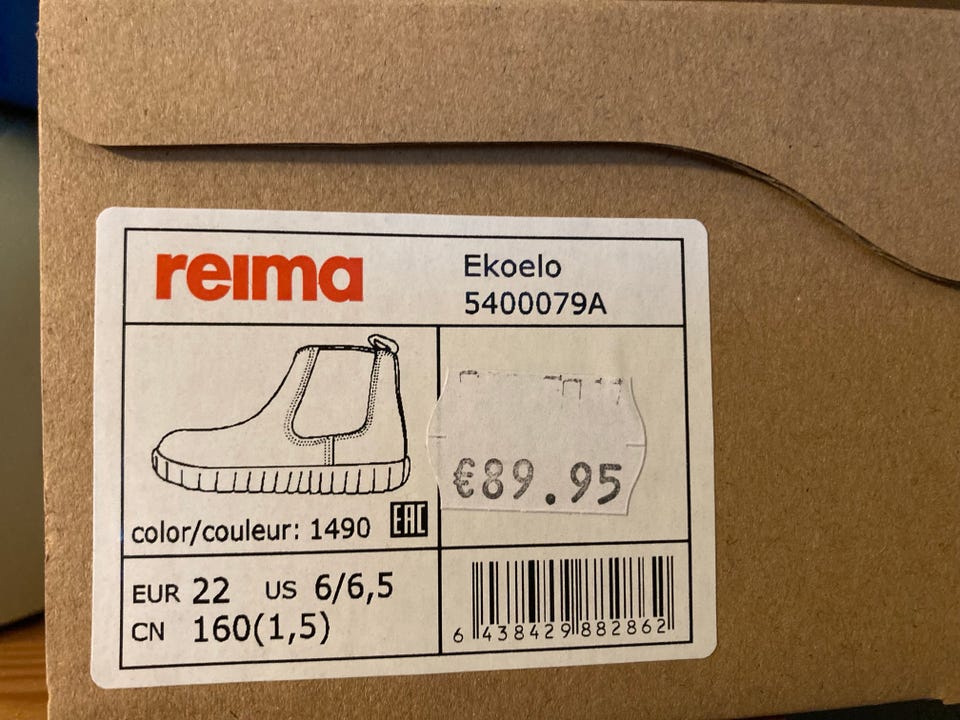 reima
Ekoelo
5400079A
€89.95
color/couleur: 1490 EAC
EUR 22 US 6/6,5
CN 160(1,5)
6 438429 882862